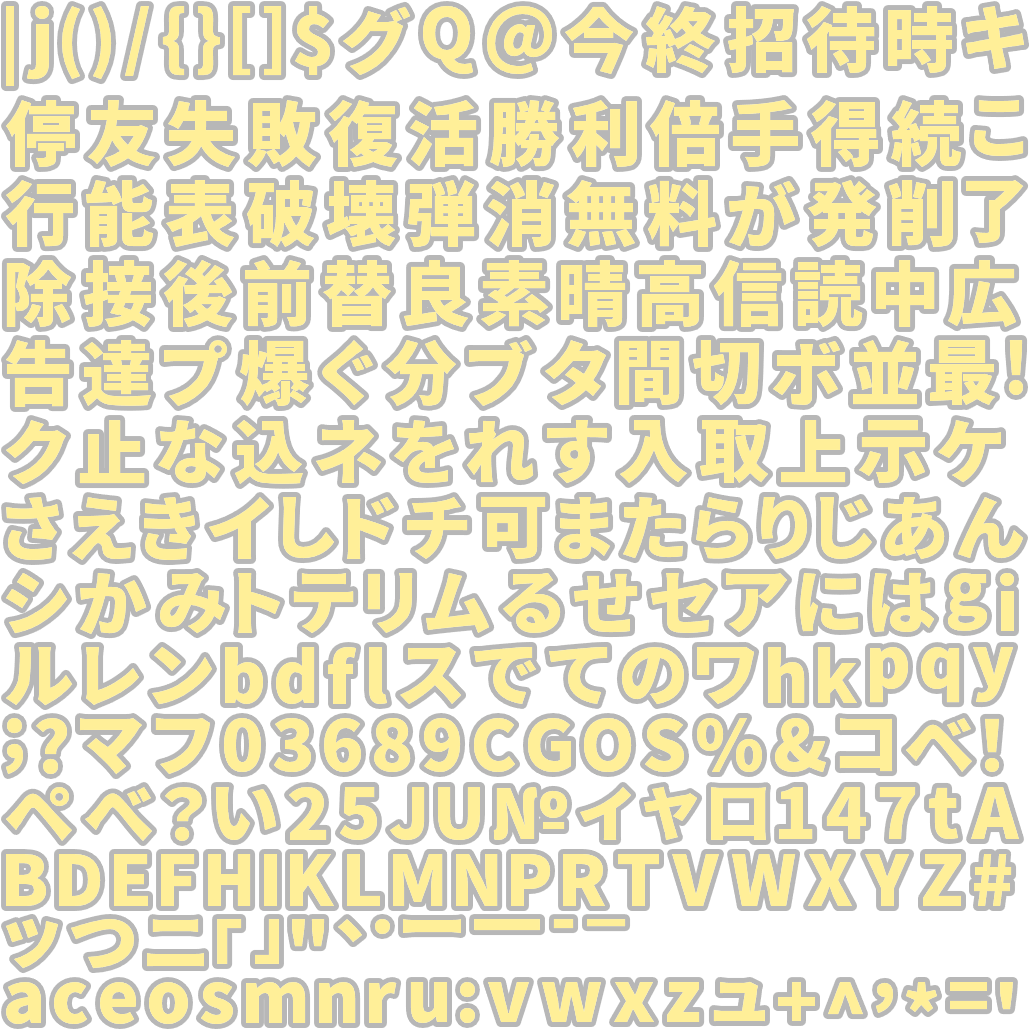 |j()/{}[]$グQ@今終招待時キ
停友失敗復活勝利倍手得続こ
行能表破壊弾消無料が発削了
除接後前替良素晴高信読中広
告達プ爆ぐ分ブタ間切ボ並最!
ク止な込ネをれす入取上示ケ
さえきイしドチ可またらりじあん
シかみトテリムるせセアにはgi
ルレンbdflスでてのワhkpqy
;?マフ03689CGOS%&コベ!
ぺべ?い25JU№ィャロ147tA
BDEFHIKLMNPRTVWXYZ#
ッつニ「」"、·ー一-–
aceosmnru:vwxzュ+^,*='